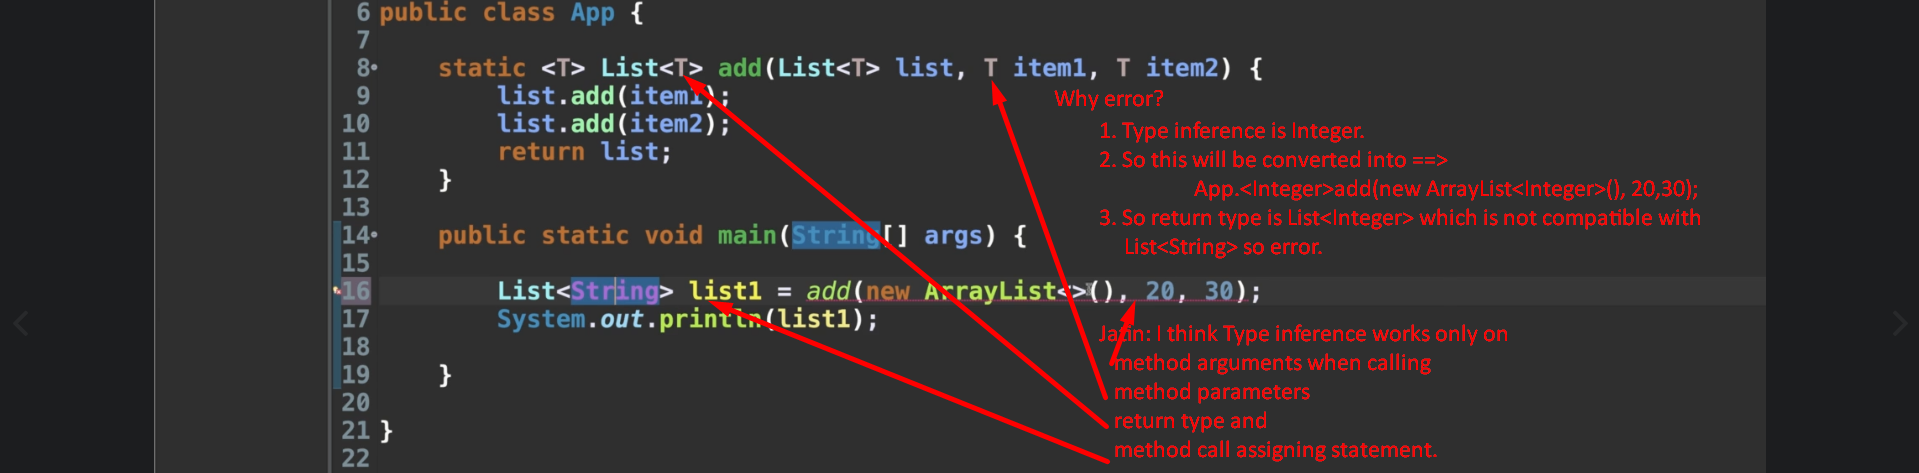 6 public class App {
7
8 static <T> List<T> add(List<T> list, T item1, T item2) {
9 list.add(item1);
10 list.add(item2);
11 return list;
12 }
13
14 public static void main(String[] args) {
15
16 List<String> list1 = add(new ArrayList<>(), 20, 30);
17 System.out.println(list1);
18
19 }
20
21 }
22
Why error?
1. Type inference is Integer.
2. So this will be converted into ==>
App.<Integer>add(new ArrayList<Integer>(), 20,30);
3. So return type is List<Integer> which is not compatible with
List<String> so error.
Jatin: I think Type inference works only on
method arguments when calling
method parameters
return type and
method call assigning statement.